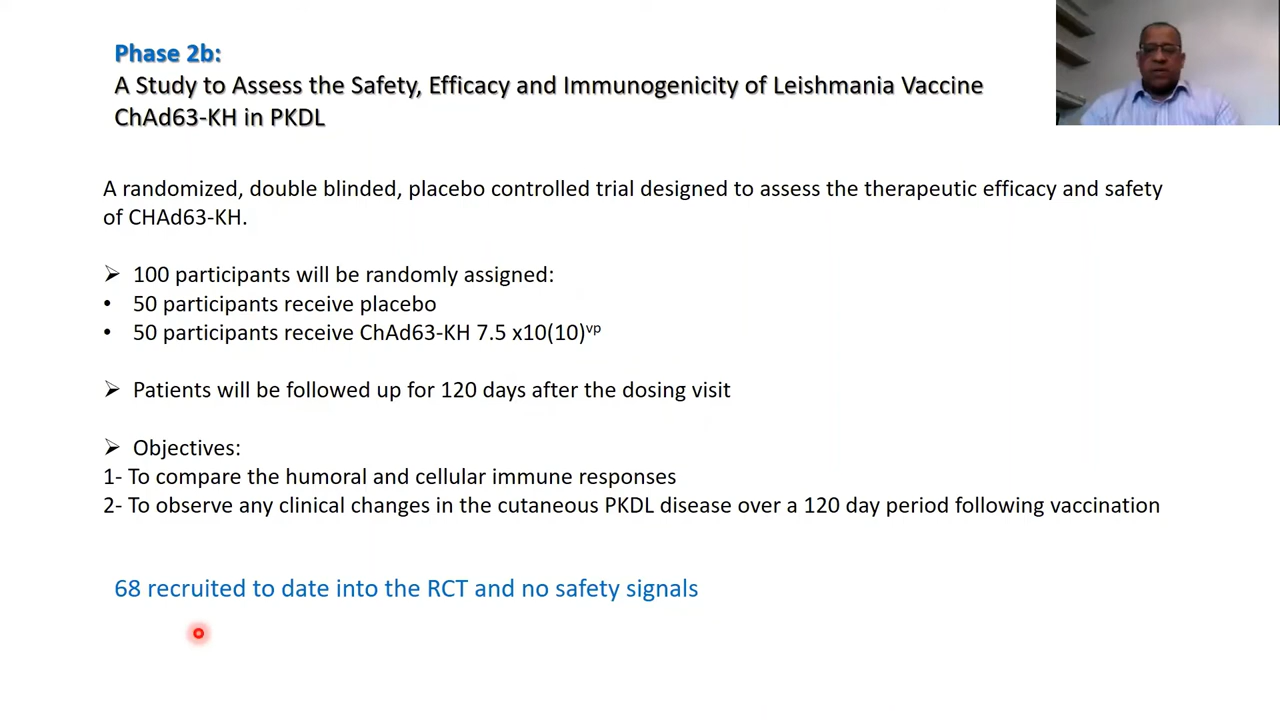 Phase 2b:
A Study to Assess the Safety, Efficacy and Immunogenicity of Leishmania Vaccine
ChAd63-KH in PKDL
A randomized, double blinded, placebo controlled trial designed to assess the therapeutic efficacy and safety
of CHAd63-KH.
➢ 100 participants will be randomly assigned:
• 50 participants receive placebo
• 50 participants receive ChAd63-KH 7.5 x10(10)vp
➢ Patients will be followed up for 120 days after the dosing visit
➢ Objectives:
1- To compare the humoral and cellular immune responses
2- To observe any clinical changes in the cutaneous PKDL disease over a 120 day period following vaccination
68 recruited to date into the RCT and no safety signals